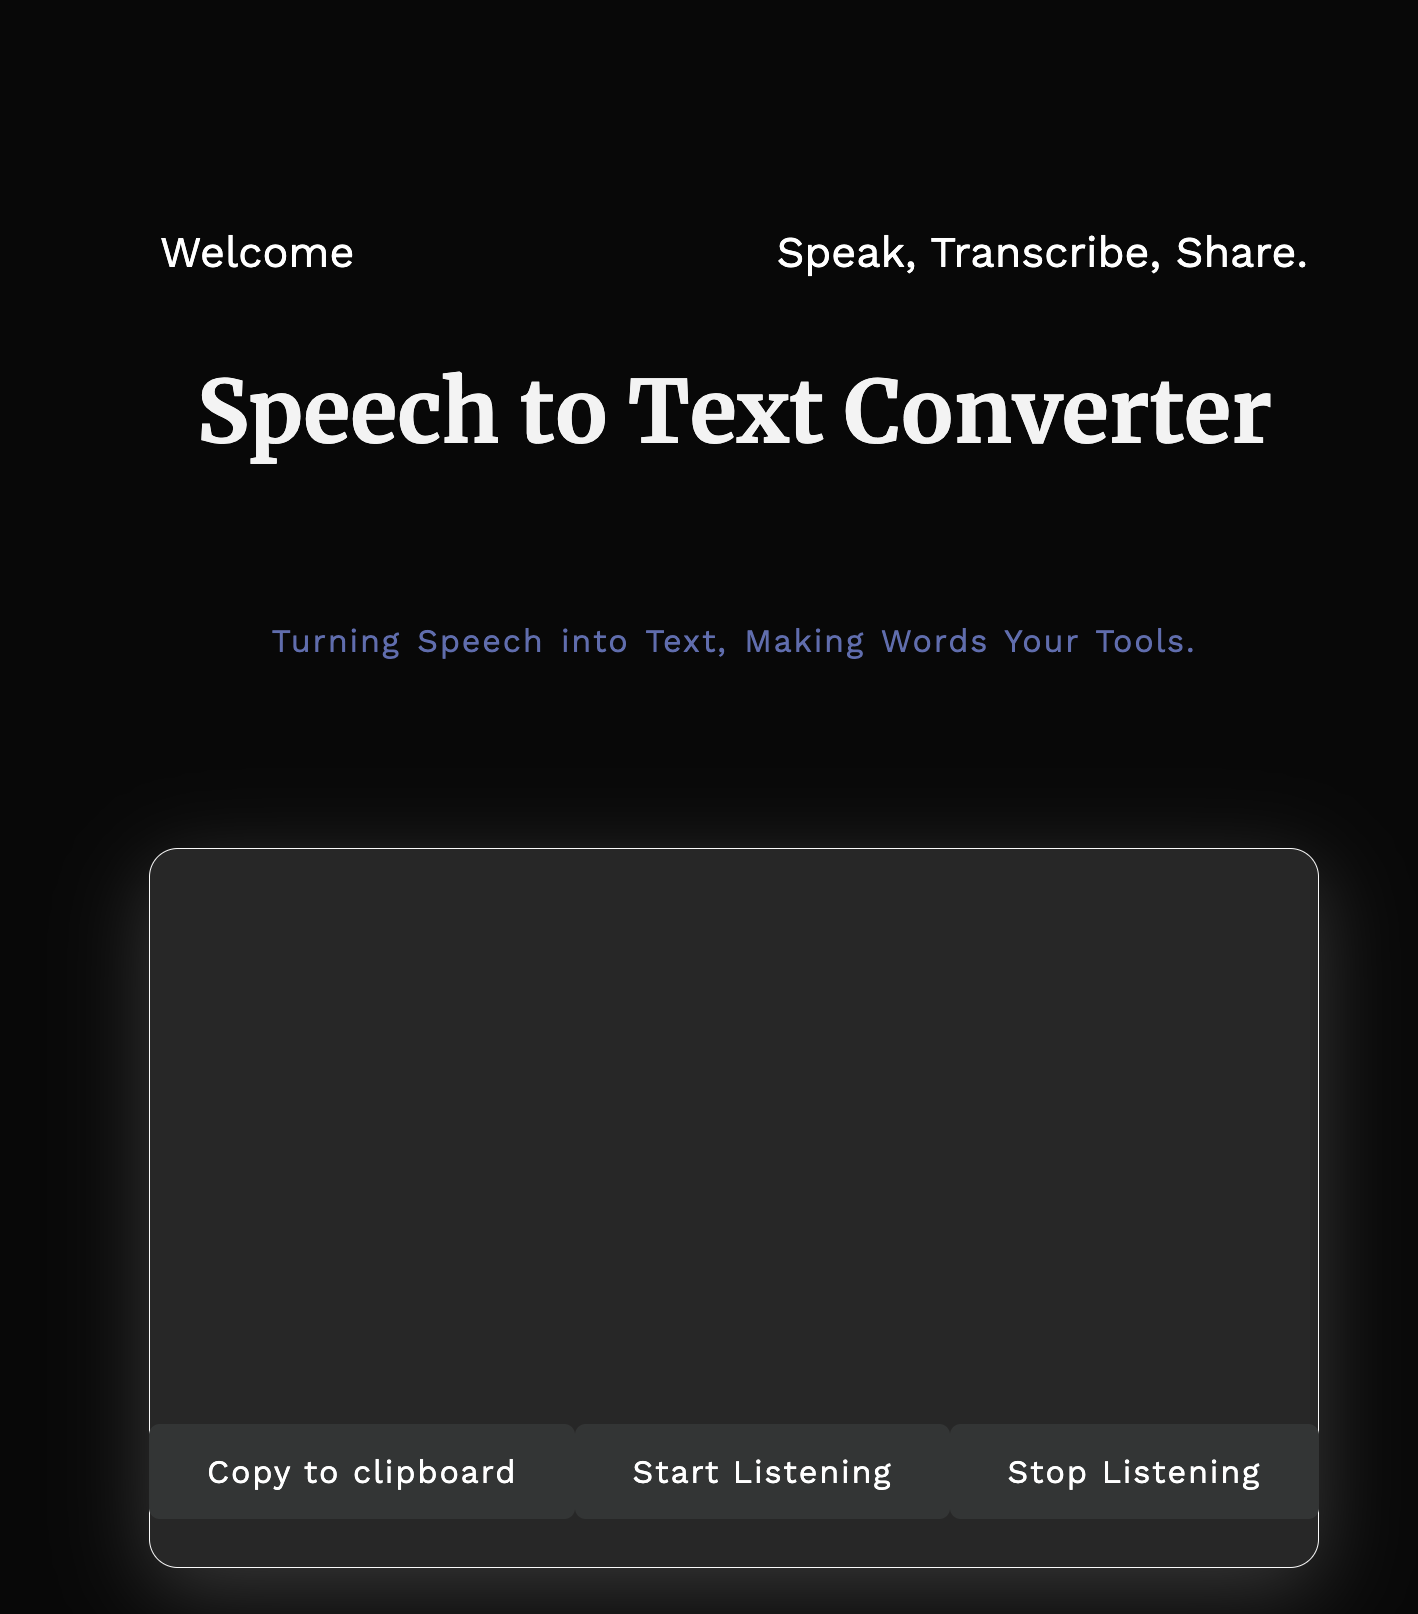 Welcome
Speak, Transcribe, Share.
Speech to Text Converter
Turning Speech into Text, Making Words Your Tools.
Copy to clipboard
Start Listening
Stop Listening